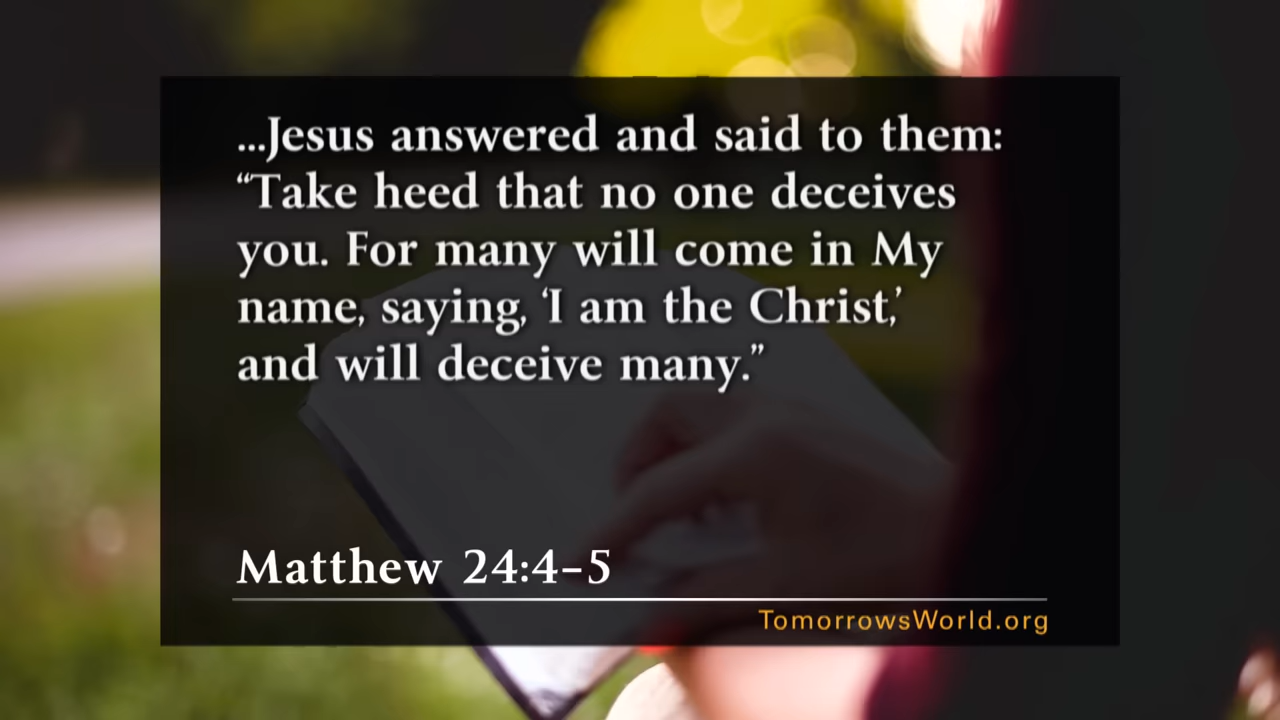 ...Jesus answered and said to them:
“Take heed that no one deceives
you. For many will come in My
name, saying, ‘I am the Christ,’
and will deceive many.”
Matthew 24:4–5
TomorrowsWorld.org